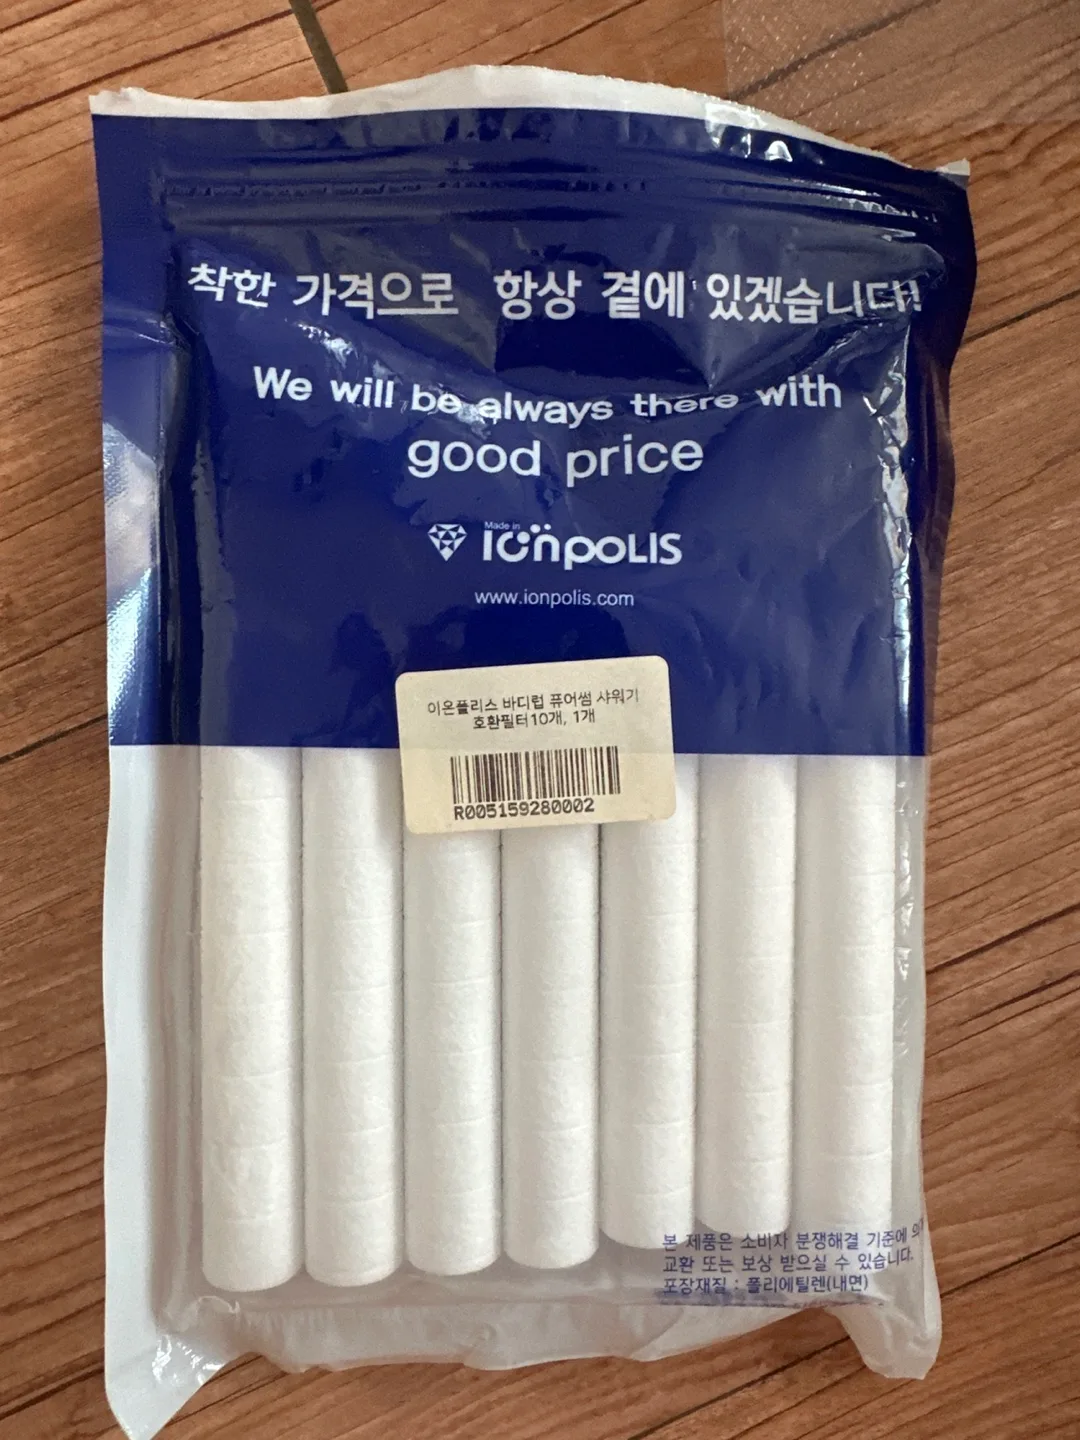 착한 가격으로 항상 곁에 있겠습니다!
We will be always there with
good price
Made in
ionpolis
www.ionpolis.com
이온폴리스 바디럽 퓨어썸 샤워기
호환필터10개, 1개
R005159280002
본 제품은 소비자 분쟁해결 기준에 의
교환 또는 보상 받으실 수 있습니다.
포장재질 : 폴리에틸렌(내면)